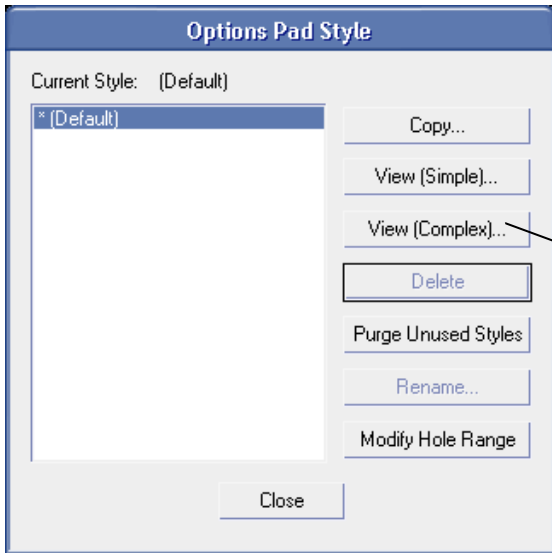 Options Pad Style
Current Style: (Default)
* (Default)
Copy...
View (Simple)...
View (Complex)...
Delete
Purge Unused Styles
Rename...
Modify Hole Range
Close